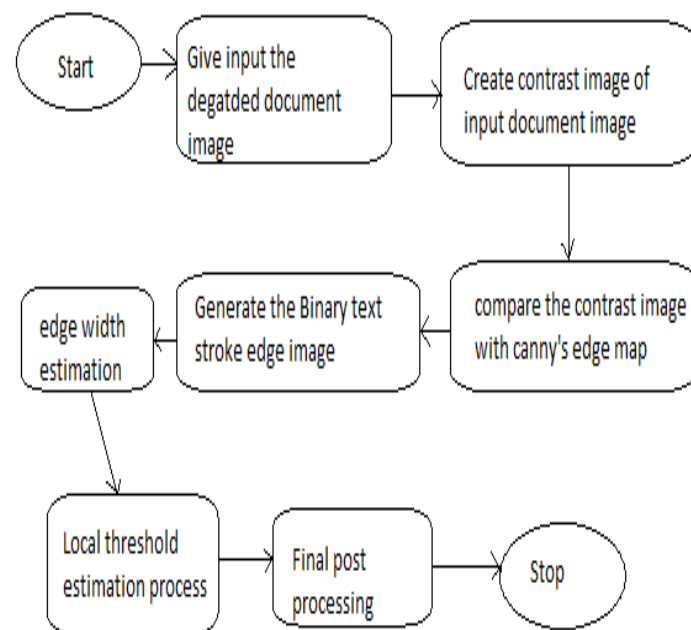 Start
Give input the
degatded document
image
Create contrast image of
input document image
compare the contrast image
with canny's edge map
Generate the Binary text
stroke edge image
edge width
estimation
Local threshold
estimation process
Final post
processing
Stop